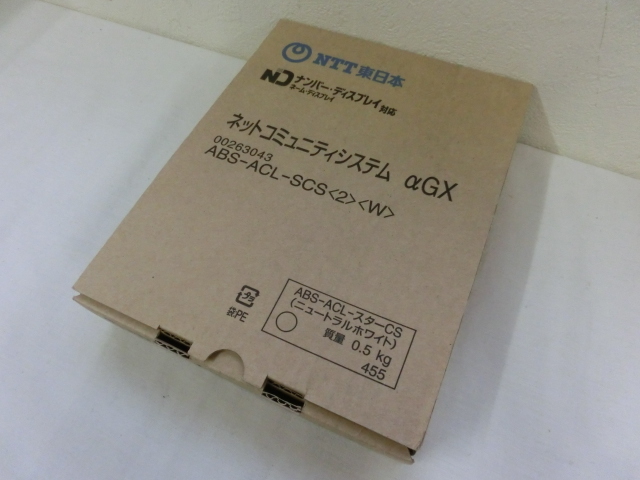 NTT東日本
ND ナンバー・ディスプレイ
ネーム・ディスプレイ 対応
ネットコミュニティシステム αGX
00263043
ABS-ACL-SCS<2><W>
プラ
袋PE
ABS-ACL-スターCS
(ニュートラルホワイト)
質量 0.5 kg
455